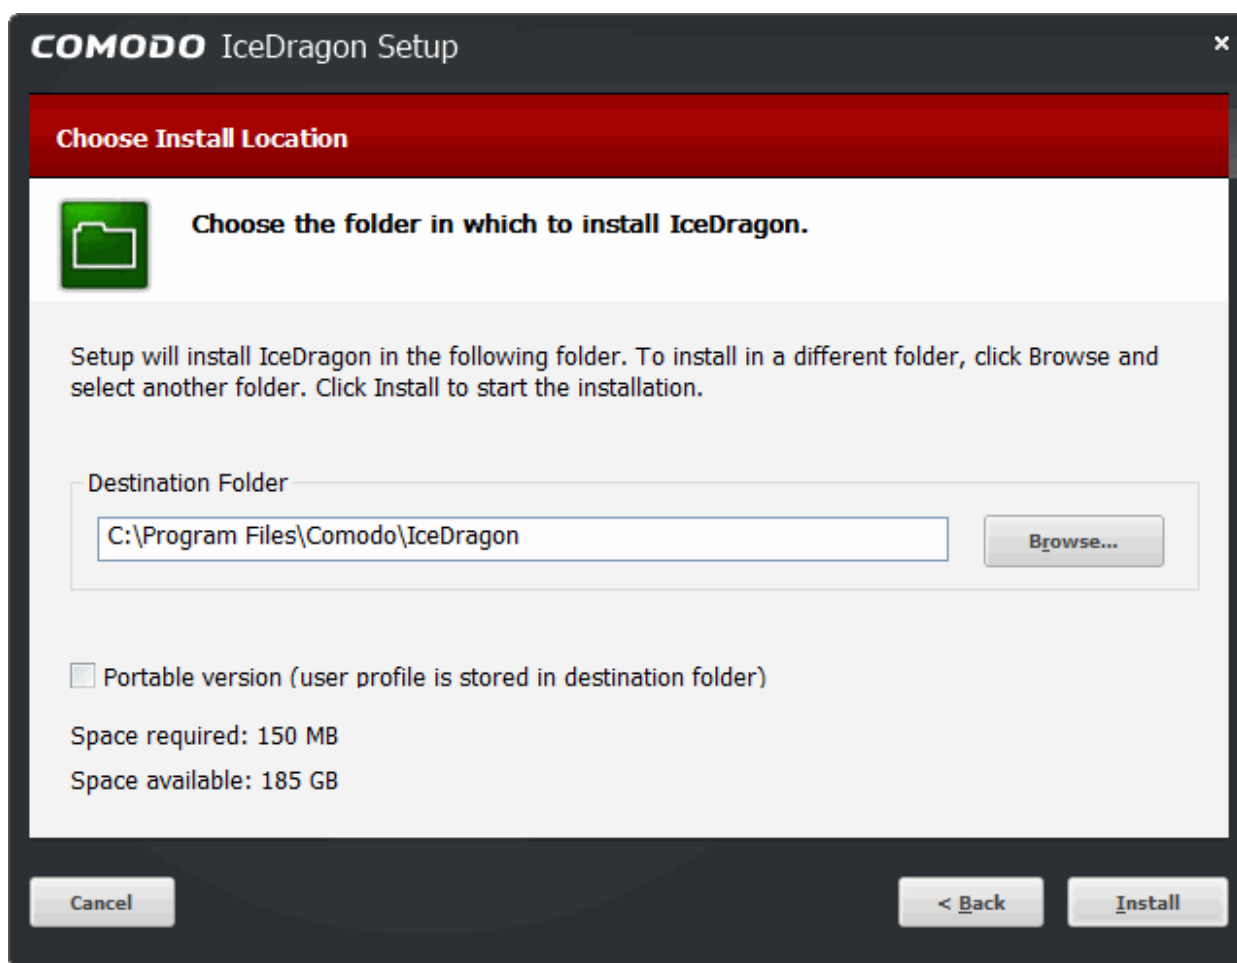 COMODO IceDragon Setup
×
Choose Install Location
Choose the folder in which to install IceDragon.
Setup will install IceDragon in the following folder. To install in a different folder, click Browse and
select another folder. Click Install to start the installation.
Destination Folder
C:\Program Files\Comodo\IceDragon
Browse...
Portable version (user profile is stored in destination folder)
Space required: 150 MB
Space available: 185 GB
Cancel
< Back
Install